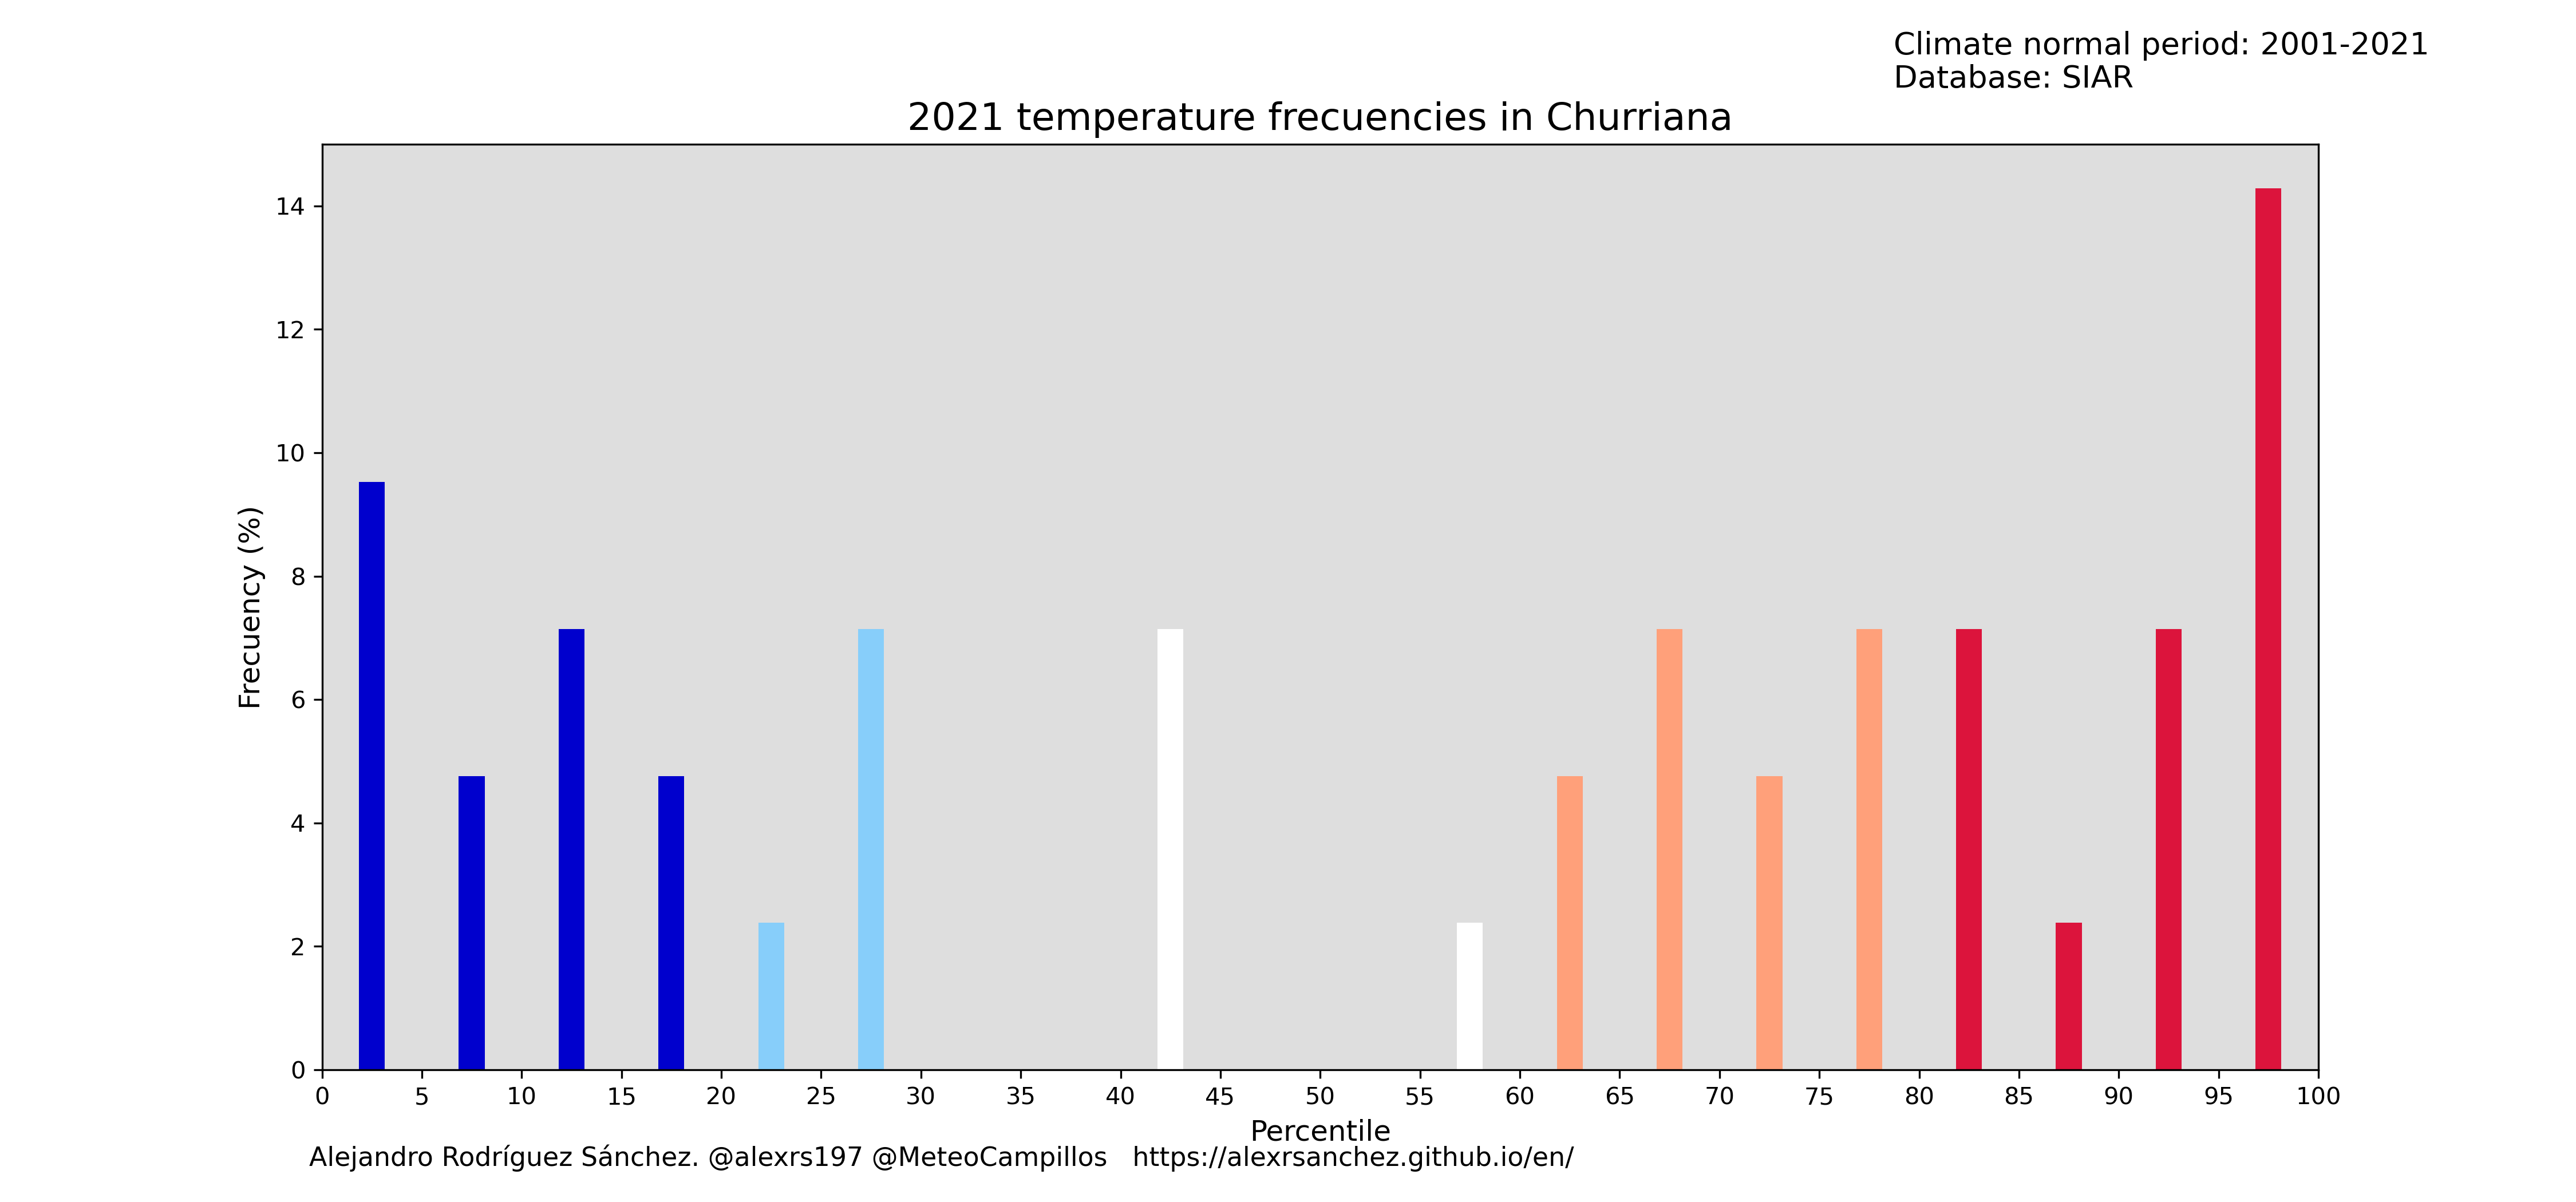 Climate normal period: 2001-2021
Database: SIAR
2021 temperature frecuencies in Churriana
14
12
10
8
6
4
2
0
Frecuency (%)
0 5 10 15 20 25 30 35 40 45 50 55 60 65 70 75 80 85 90 95 100
Percentile
Alejandro Rodríguez Sánchez. @alexrs197 @MeteoCampillos https://alexrsanchez.github.io/en/